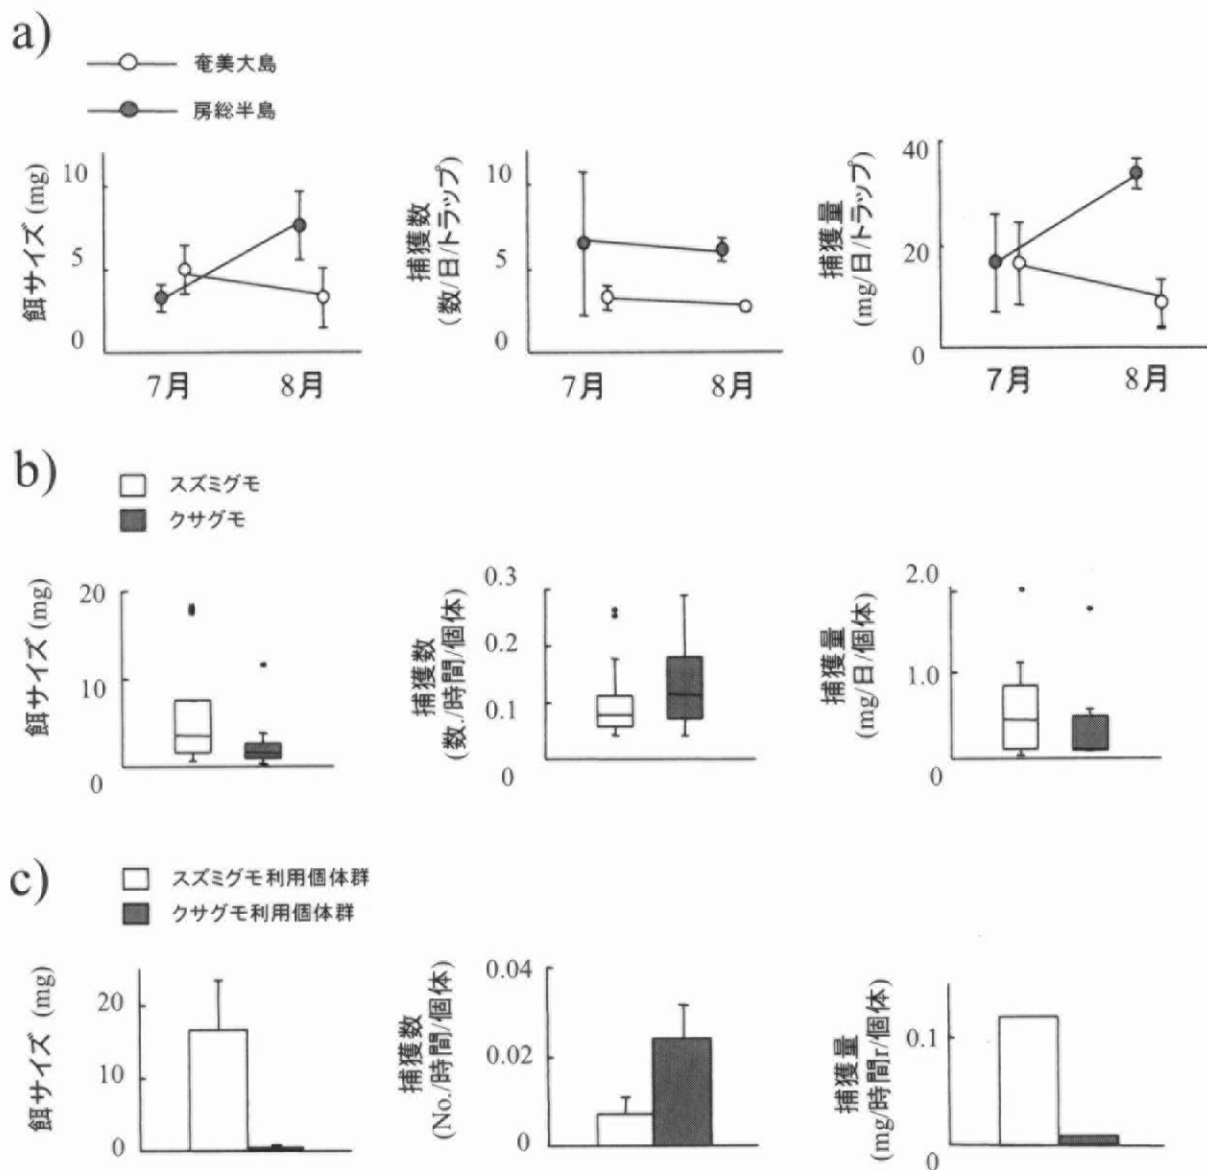 a)
奄美大島
房総半島
餌サイズ (mg)
10
5
0
7月
8月
捕獲数
(数/日/トラップ)
10
5
0
7月
8月
捕獲量
(mg/日/トラップ)
40
20
0
7月
8月
b)
スズミグモ
クサグモ
餌サイズ (mg)
20
10
0
捕獲数
(数./時間/個体)
0.3
0.2
0.1
0
捕獲量
(mg/日/個体)
2.0
1.0
0
c)
スズミグモ利用個体群
クサグモ利用個体群
餌サイズ (mg)
20
10
0
捕獲数
(No./時間/個体)
0.04
0.02
0
捕獲量
(mg/時間r/個体)
0.1
0